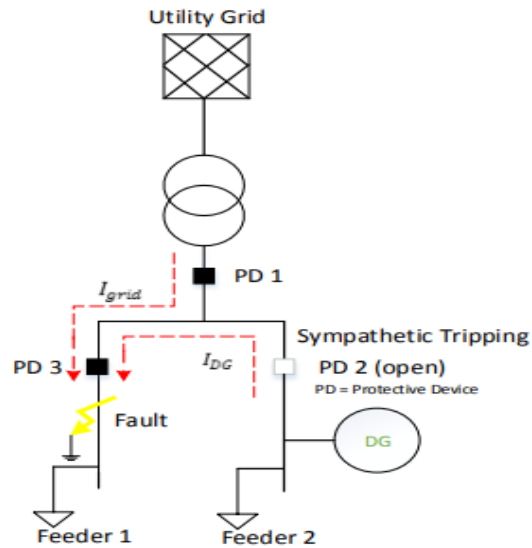 Utility Grid
PD 1
I_grid
Sympathetic Tripping
PD 3
I_DG
PD 2 (open)
PD = Protective Device
Fault
DG
Feeder 1
Feeder 2